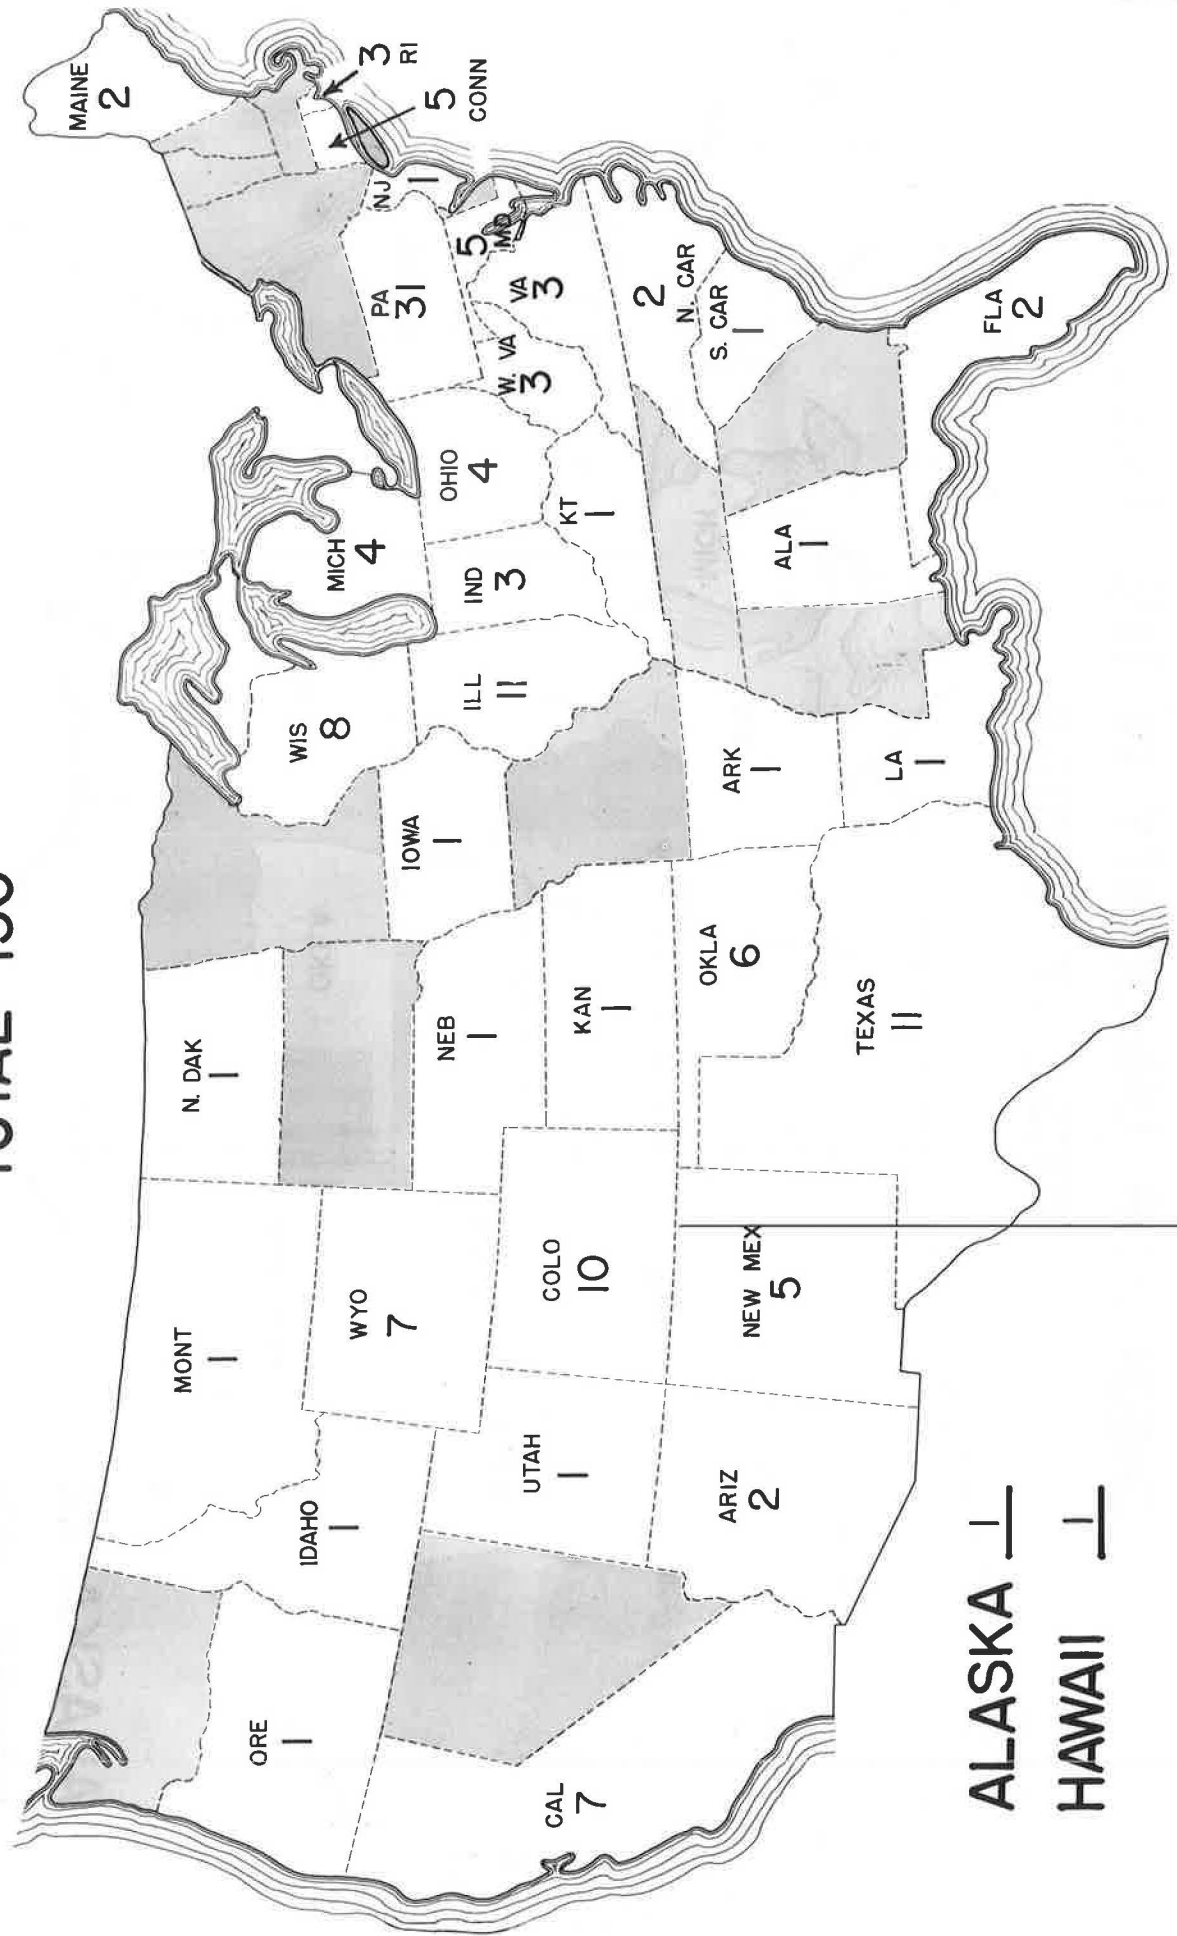 TOTAL 150
MAINE
2
3
RI
5
CONN
NJ
1
PA
31
5
MD
VA
3
W. VA
3
2
N. CAR
S. CAR
1
FLA
2
OHIO
4
MICH
4
IND
3
KT
1
ALA
1
ILL
11
WIS
8
IOWA
1
ARK
1
LA
1
N. DAK
1
NEB
1
KAN
1
OKLA
6
TEXAS
11
MONT
1
WYO
7
COLO
10
NEW MEX
5
IDAHO
1
UTAH
1
ARIZ
2
ORE
1
CAL
7
ALASKA 1
HAWAII 1